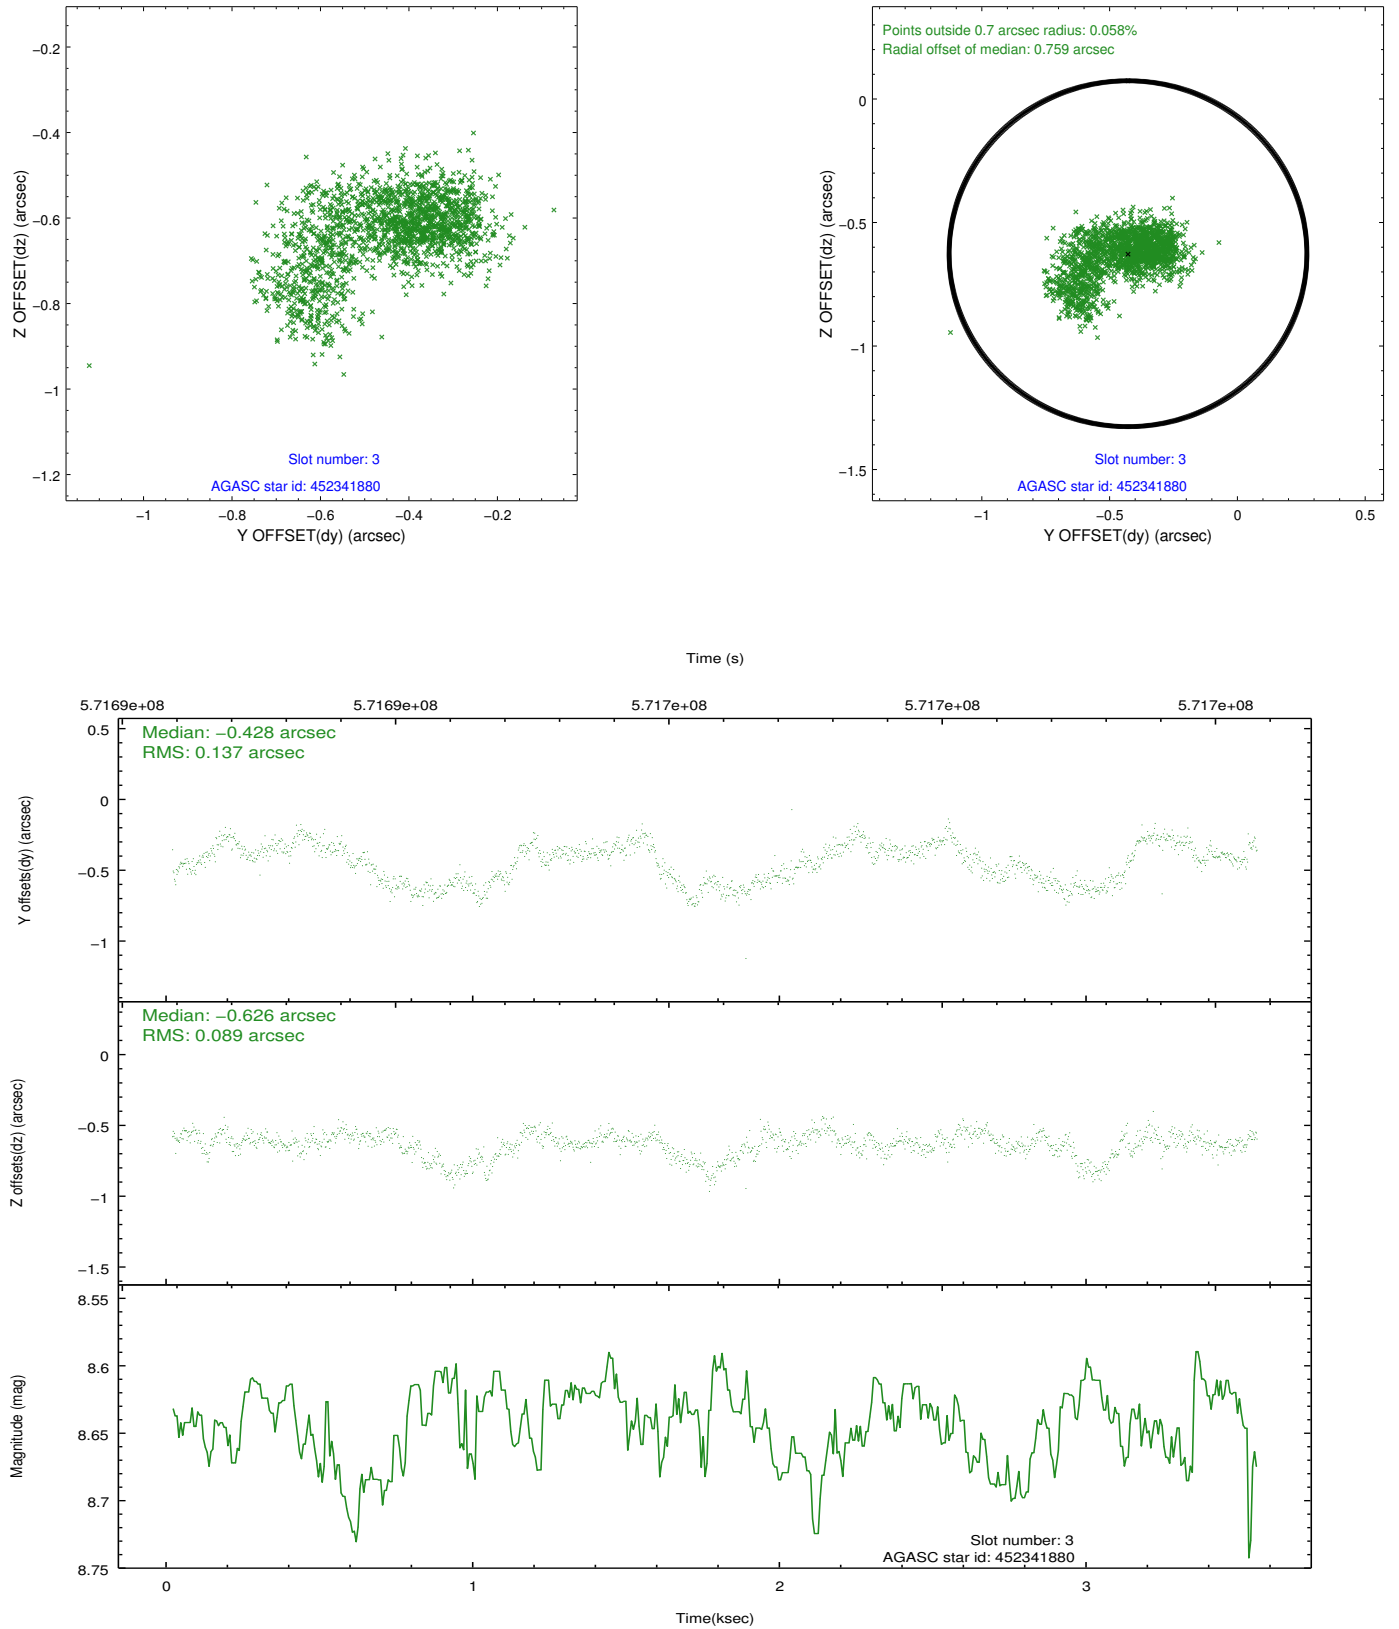 −0.2
−0.4
−0.6
−0.8
−1
−1.2
Z OFFSET(dz) (arcsec)
Slot number: 3
AGASC star id: 452341880
−1 −0.8 −0.6 −0.4 −0.2
Y OFFSET(dy) (arcsec)
Points outside 0.7 arcsec radius: 0.058%
Radial offset of median: 0.759 arcsec
0
−0.5
−1
−1.5
Z OFFSET(dz) (arcsec)
Slot number: 3
AGASC star id: 452341880
−1 −0.5 0 0.5
Y OFFSET(dy) (arcsec)
Time (s)
5.7169e+08 5.7169e+08 5.717e+08 5.717e+08 5.717e+08
Median: −0.428 arcsec
RMS: 0.137 arcsec
0.5
0
−0.5
−1
Y offsets(dy) (arcsec)
Median: −0.626 arcsec
RMS: 0.089 arcsec
0
−0.5
−1
−1.5
Z offsets(dz) (arcsec)
8.55
8.6
8.65
8.7
8.75
Magnitude (mag)
Slot number: 3
AGASC star id: 452341880
0 1 2 3
Time(ksec)